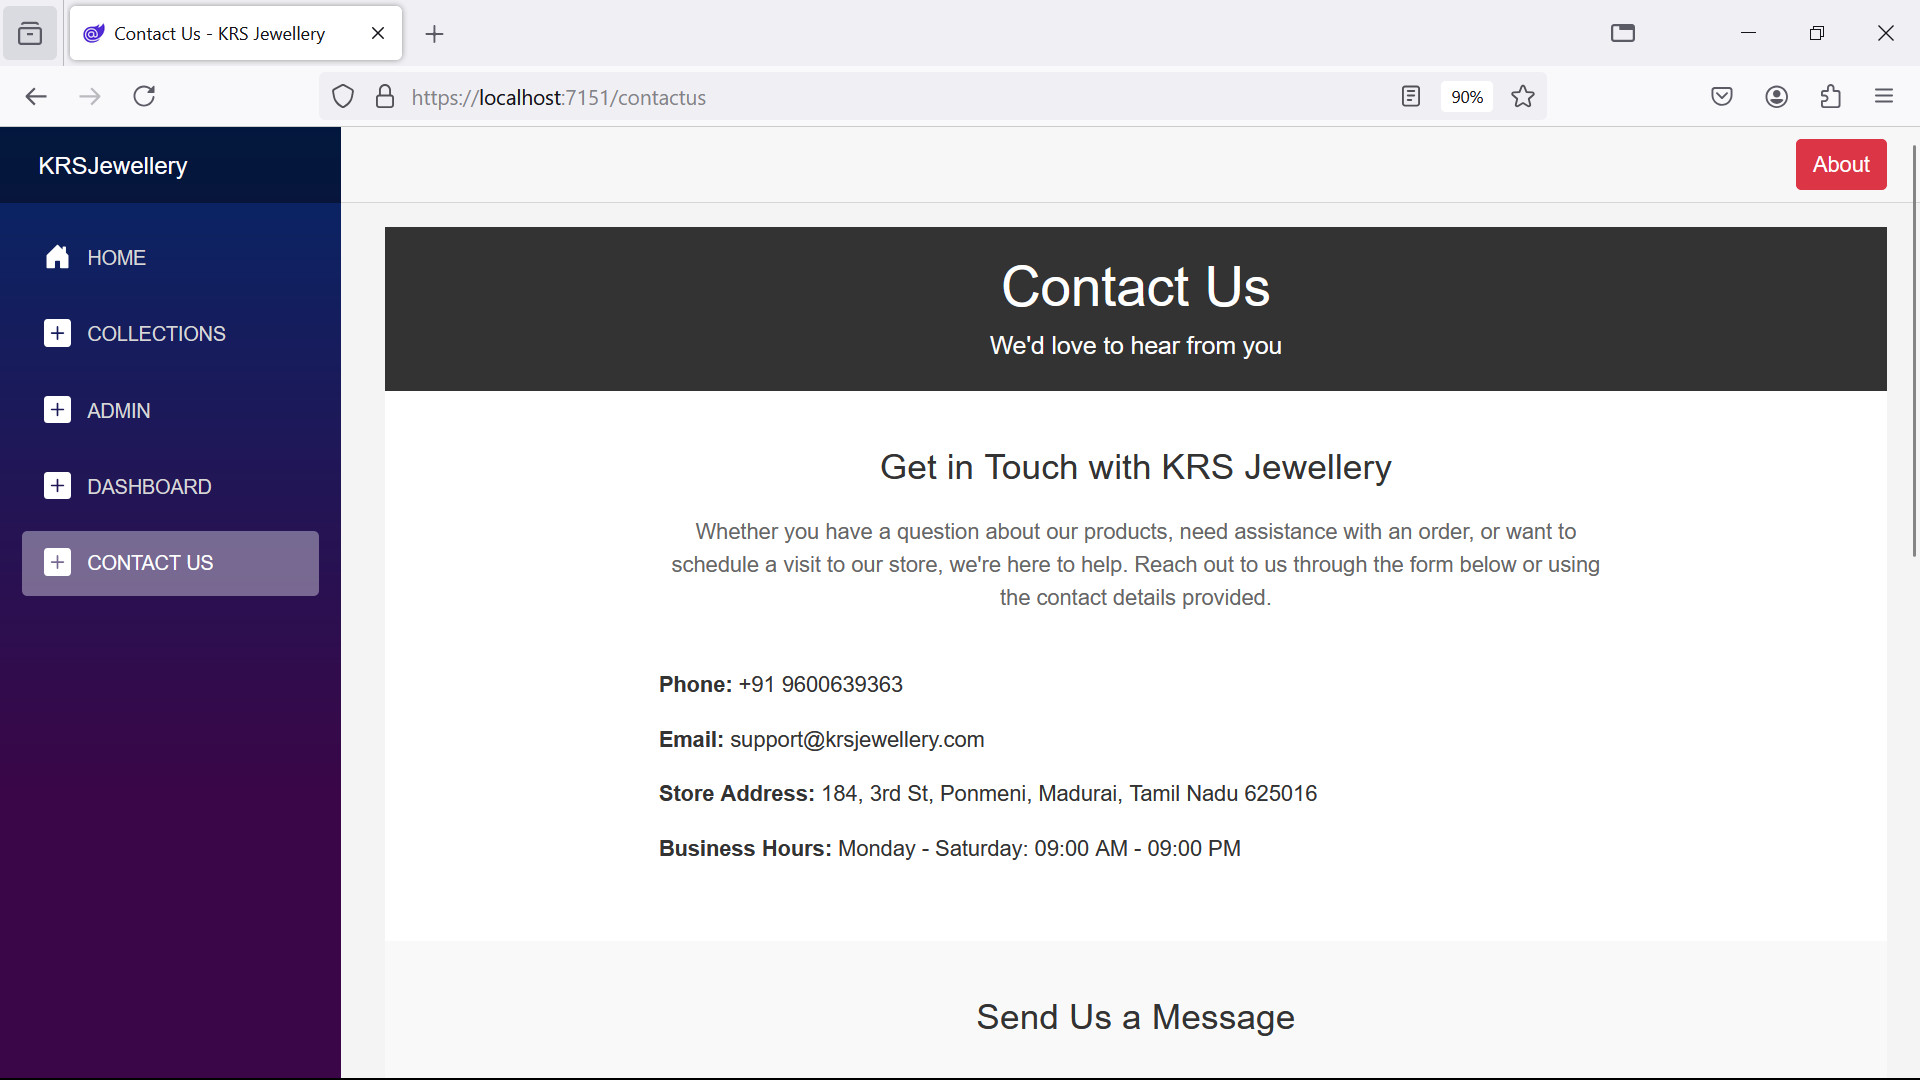 Contact Us - KRS Jewellery
https://localhost:7151/contactus
90%
KRSJewellery
About
HOME
COLLECTIONS
ADMIN
DASHBOARD
CONTACT US
Contact Us
We'd love to hear from you
Get in Touch with KRS Jewellery
Whether you have a question about our products, need assistance with an order, or want to
schedule a visit to our store, we're here to help. Reach out to us through the form below or using
the contact details provided.
Phone: +91 9600639363
Email: support@krsjewellery.com
Store Address: 184, 3rd St, Ponmeni, Madurai, Tamil Nadu 625016
Business Hours: Monday - Saturday: 09:00 AM - 09:00 PM
Send Us a Message